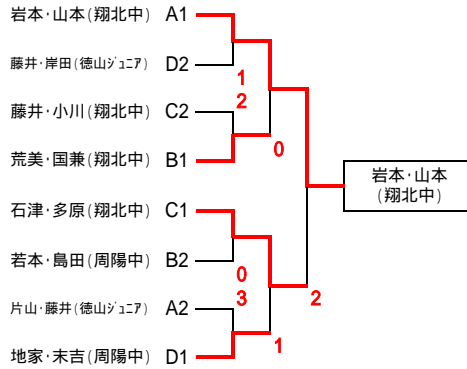 岩本・山本(翔北中) A1
藤井・岸田(徳山ジュニア) D2
1
2
藤井・小川(翔北中) C2
荒美・国兼(翔北中) B1
0
岩本・山本
(翔北中)
石津・多原(翔北中) C1
若本・島田(周陽中) B2
0
3
片山・藤井(徳山ジュニア) A2
2
地家・末吉(周陽中) D1
1